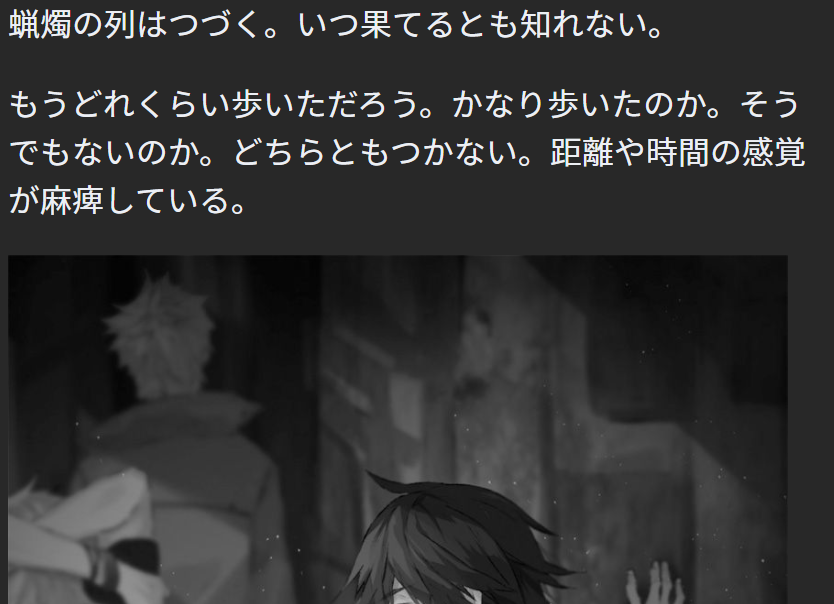 蝋燭の列はつづく。いつ果てるとも知れない。
もうどれくらい歩いただろう。かなり歩いたのか。そう
でもないのか。どちらともつかない。距離や時間の感覚
が麻痺している。